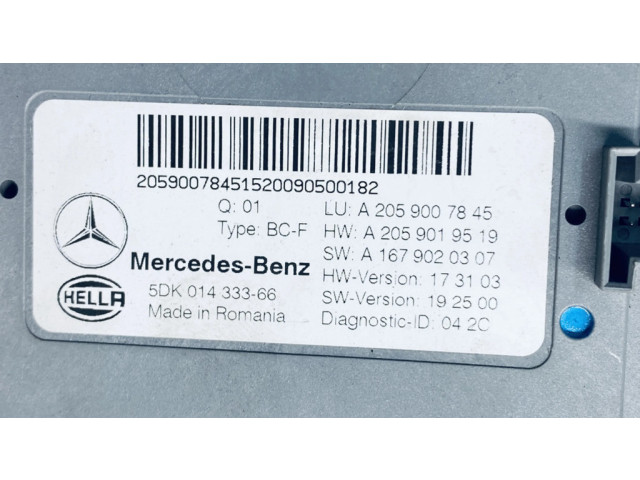 20590078451520090500182
Q: 01
Type: BC-F
LU: A 205 900 78 45
HW: A 205 901 95 19
SW: A 167 902 03 07
HW-Version: 17 31 03
SW-Version: 19 25 00
Diagnostic-ID: 04 2C
Mercedes-Benz
HELLA
5DK 014 333-66
Made in Romania